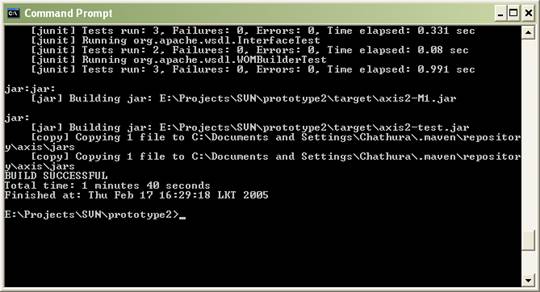 Command Prompt
[junit] Tests run: 3, Failures: 0, Errors: 0, Time elapsed: 0.331 sec
[junit] Running org.apache.wsdl.InterfaceTest
[junit] Tests run: 2, Failures: 0, Errors: 0, Time elapsed: 0.08 sec
[junit] Running org.apache.wsdl.WOMBuilderTest
[junit] Tests run: 3, Failures: 0, Errors: 0, Time elapsed: 0.991 sec
jar:jar:
[jar] Building jar: E:\Projects\SVN\prototype2\target\axis2-M1.jar
jar:
[jar] Building jar: E:\Projects\SVN\prototype2\target\axis2-test.jar
[copy] Copying 1 file to C:\Documents and Settings\Chathura\.maven\repositor
y\axis\jars
[copy] Copying 1 file to C:\Documents and Settings\Chathura\.maven\repositor
y\axis\jars
BUILD SUCCESSFUL
Total time: 1 minutes 40 seconds
Finished at: Thu Feb 17 16:29:18 LKT 2005
E:\Projects\SVN\prototype2>_